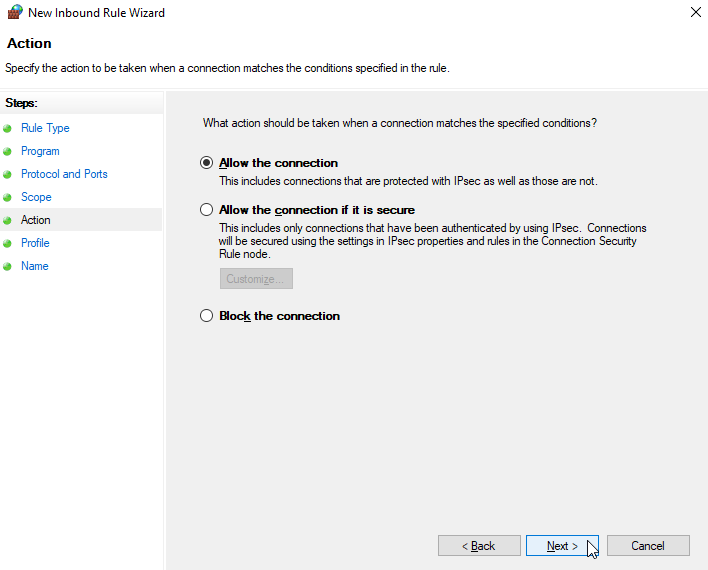 New Inbound Rule Wizard
Action
Specify the action to be taken when a connection matches the conditions specified in the rule.
Steps:
Rule Type
Program
Protocol and Ports
Scope
Action
Profile
Name
What action should be taken when a connection matches the specified conditions?
Allow the connection
This includes connections that are protected with IPsec as well as those are not.
Allow the connection if it is secure
This includes only connections that have been authenticated by using IPsec. Connections
will be secured using the settings in IPsec properties and rules in the Connection Security
Rule node.
Customize...
Block the connection
< Back Next > Cancel